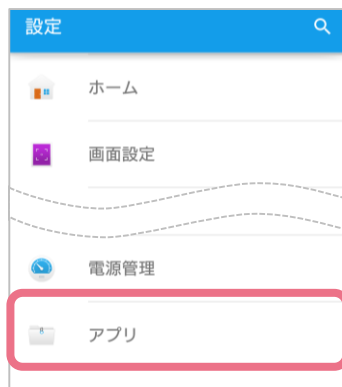 設定
ホーム
画面設定
電源管理
アプリ